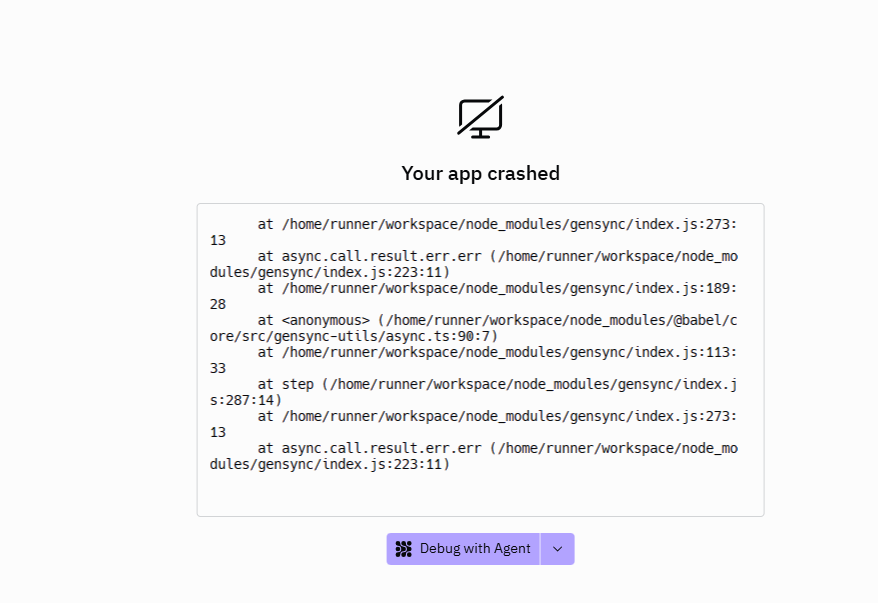 Your app crashed
at /home/runner/workspace/node_modules/gensync/index.js:273:
13
at async.call.result.err.err (/home/runner/workspace/node_mo
dules/gensync/index.js:223:11)
at /home/runner/workspace/node_modules/gensync/index.js:189:
28
at <anonymous> (/home/runner/workspace/node_modules/@babel/c
ore/src/gensync-utils/async.ts:90:7)
at /home/runner/workspace/node_modules/gensync/index.js:113:
33
at step (/home/runner/workspace/node_modules/gensync/index.j
s:287:14)
at /home/runner/workspace/node_modules/gensync/index.js:273:
13
at async.call.result.err.err (/home/runner/workspace/node_mo
dules/gensync/index.js:223:11)
Debug with Agent